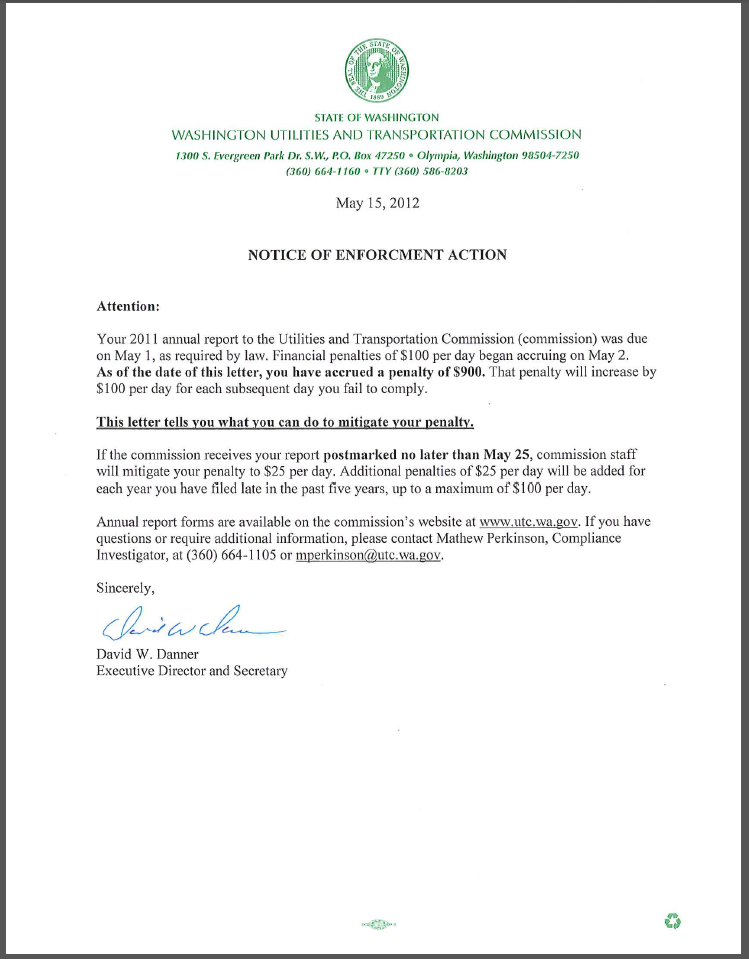 THE SEAL OF THE STATE OF WASHINGTON
1889
STATE OF WASHINGTON
WASHINGTON UTILITIES AND TRANSPORTATION COMMISSION
1300 S. Evergreen Park Dr. S.W., P.O. Box 47250 • Olympia, Washington 98504-7250
(360) 664-1160 • TTY (360) 586-8203
May 15, 2012
NOTICE OF ENFORCMENT ACTION
Attention:
Your 2011 annual report to the Utilities and Transportation Commission (commission) was due
on May 1, as required by law. Financial penalties of $100 per day began accruing on May 2.
As of the date of this letter, you have accrued a penalty of $900. That penalty will increase by
$100 per day for each subsequent day you fail to comply.
This letter tells you what you can do to mitigate your penalty.
If the commission receives your report postmarked no later than May 25, commission staff
will mitigate your penalty to $25 per day. Additional penalties of $25 per day will be added for
each year you have filed late in the past five years, up to a maximum of $100 per day.
Annual report forms are available on the commission's website at www.utc.wa.gov. If you have
questions or require additional information, please contact Mathew Perkinson, Compliance
Investigator, at (360) 664-1105 or mperkinson@utc.wa.gov.
Sincerely,
David W. Danner
Executive Director and Secretary